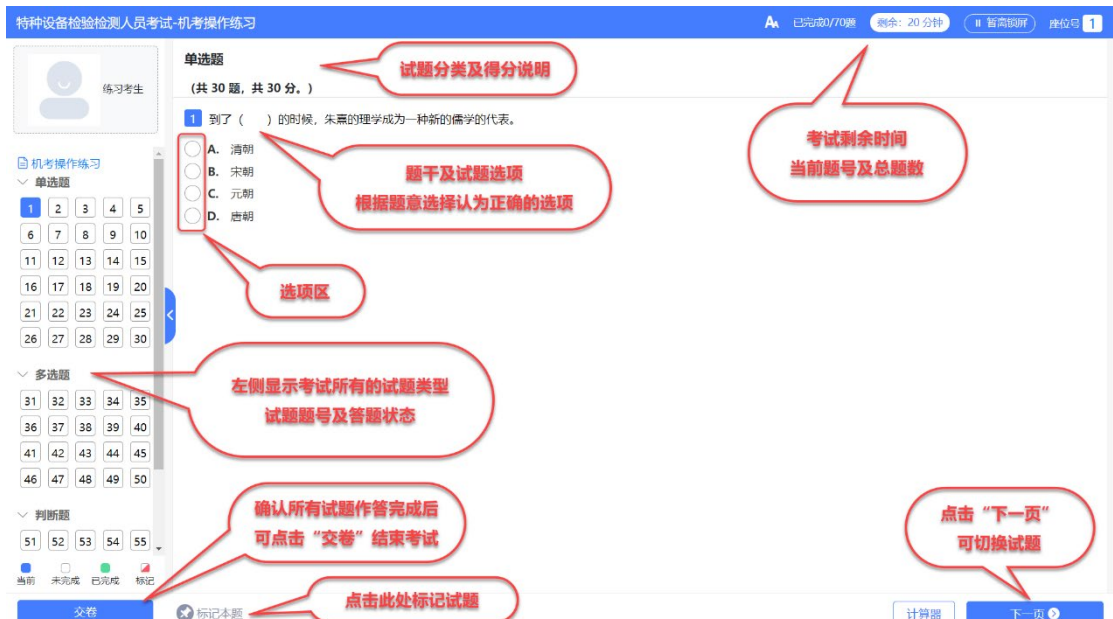 特种设备检验检测人员考试-机考操作练习
AA 已完成0/70题 剩余：20 分钟 暂离锁屏 座位号 1
练习考生
机考操作练习
单选题
1 2 3 4 5
6 7 8 9 10
11 12 13 14 15
16 17 18 19 20
21 22 23 24 25
26 27 28 29 30
多选题
31 32 33 34 35
36 37 38 39 40
41 42 43 44 45
46 47 48 49 50
判断题
51 52 53 54 55
当前 未完成 已完成 标记
交卷
单选题
（共 30 题，共 30 分。）
试题分类及得分说明
1 到了（ ）的时候，朱熹的理学成为一种新的儒学的代表。
A. 清朝
B. 宋朝
C. 元朝
D. 唐朝
题干及试题选项
根据题意选择认为正确的选项
考试剩余时间
当前题号及总题数
选项区
左侧显示考试所有的试题类型
试题题号及答题状态
确认所有试题作答完成后
可点击“交卷”结束考试
点击“下一页”
可切换试题
点击此处标记试题
标记本题
计算器
下一页